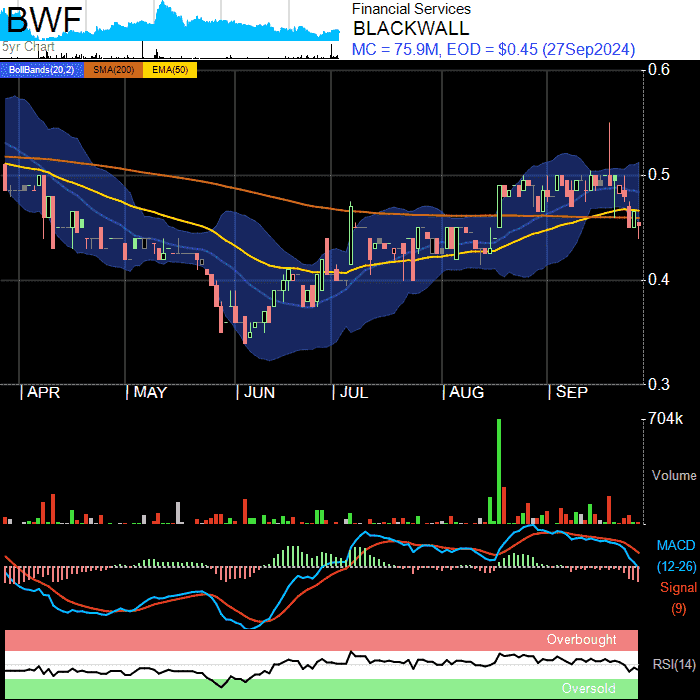 BWF
5yr Chart
Financial Services
BLACKWALL
MC = 75.9M, EOD = $0.45 (27Sep2024)
BollBands(20,2) SMA(200) EMA(50)
0.6
0.5
0.4
0.3
APR MAY JUN JUL AUG SEP
704k
Volume
MACD
(12-26)
Signal
(9)
Overbought
RSI(14)
Oversold